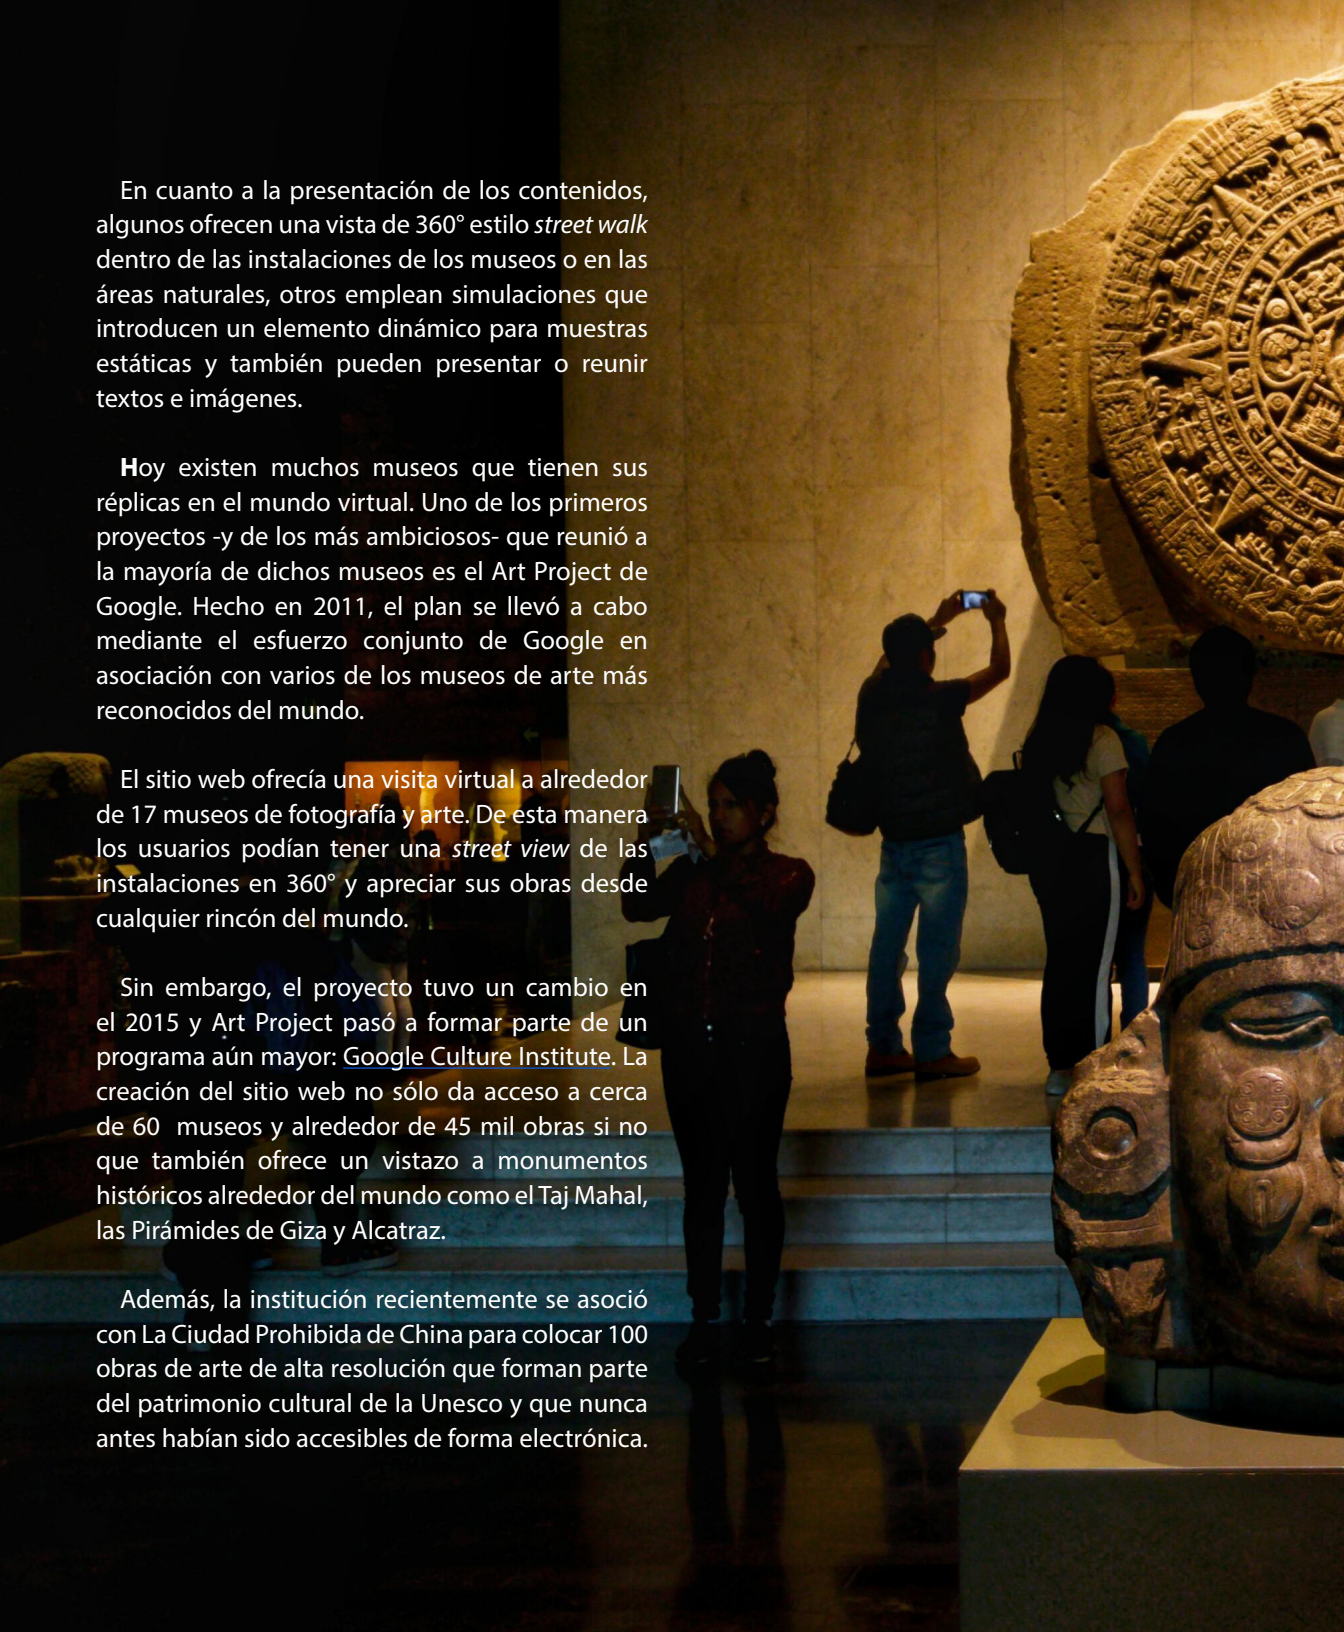 En cuanto a la presentación de los contenidos,
algunos ofrecen una vista de 360° estilo street walk
dentro de las instalaciones de los museos o en las
áreas naturales, otros emplean simulaciones que
introducen un elemento dinámico para muestras
estáticas y también pueden presentar o reunir
textos e imágenes.
Hoy existen muchos museos que tienen sus
réplicas en el mundo virtual. Uno de los primeros
proyectos -y de los más ambiciosos- que reunió a
la mayoría de dichos museos es el Art Project de
Google. Hecho en 2011, el plan se llevó a cabo
mediante el esfuerzo conjunto de Google en
asociación con varios de los museos de arte más
reconocidos del mundo.
El sitio web ofrecía una visita virtual a alrededor
de 17 museos de fotografía y arte. De esta manera
los usuarios podían tener una street view de las
instalaciones en 360° y apreciar sus obras desde
cualquier rincón del mundo.
Sin embargo, el proyecto tuvo un cambio en
el 2015 y Art Project pasó a formar parte de un
programa aún mayor: Google Culture Institute. La
creación del sitio web no sólo da acceso a cerca
de 60  museos y alrededor de 45 mil obras si no
que también ofrece un vistazo a monumentos
históricos alrededor del mundo como el Taj Mahal,
las Pirámides de Giza y Alcatraz.
Además, la institución recientemente se asoció
con La Ciudad Prohibida de China para colocar 100
obras de arte de alta resolución que forman parte
del patrimonio cultural de la Unesco y que nunca
antes habían sido accesibles de forma electrónica.